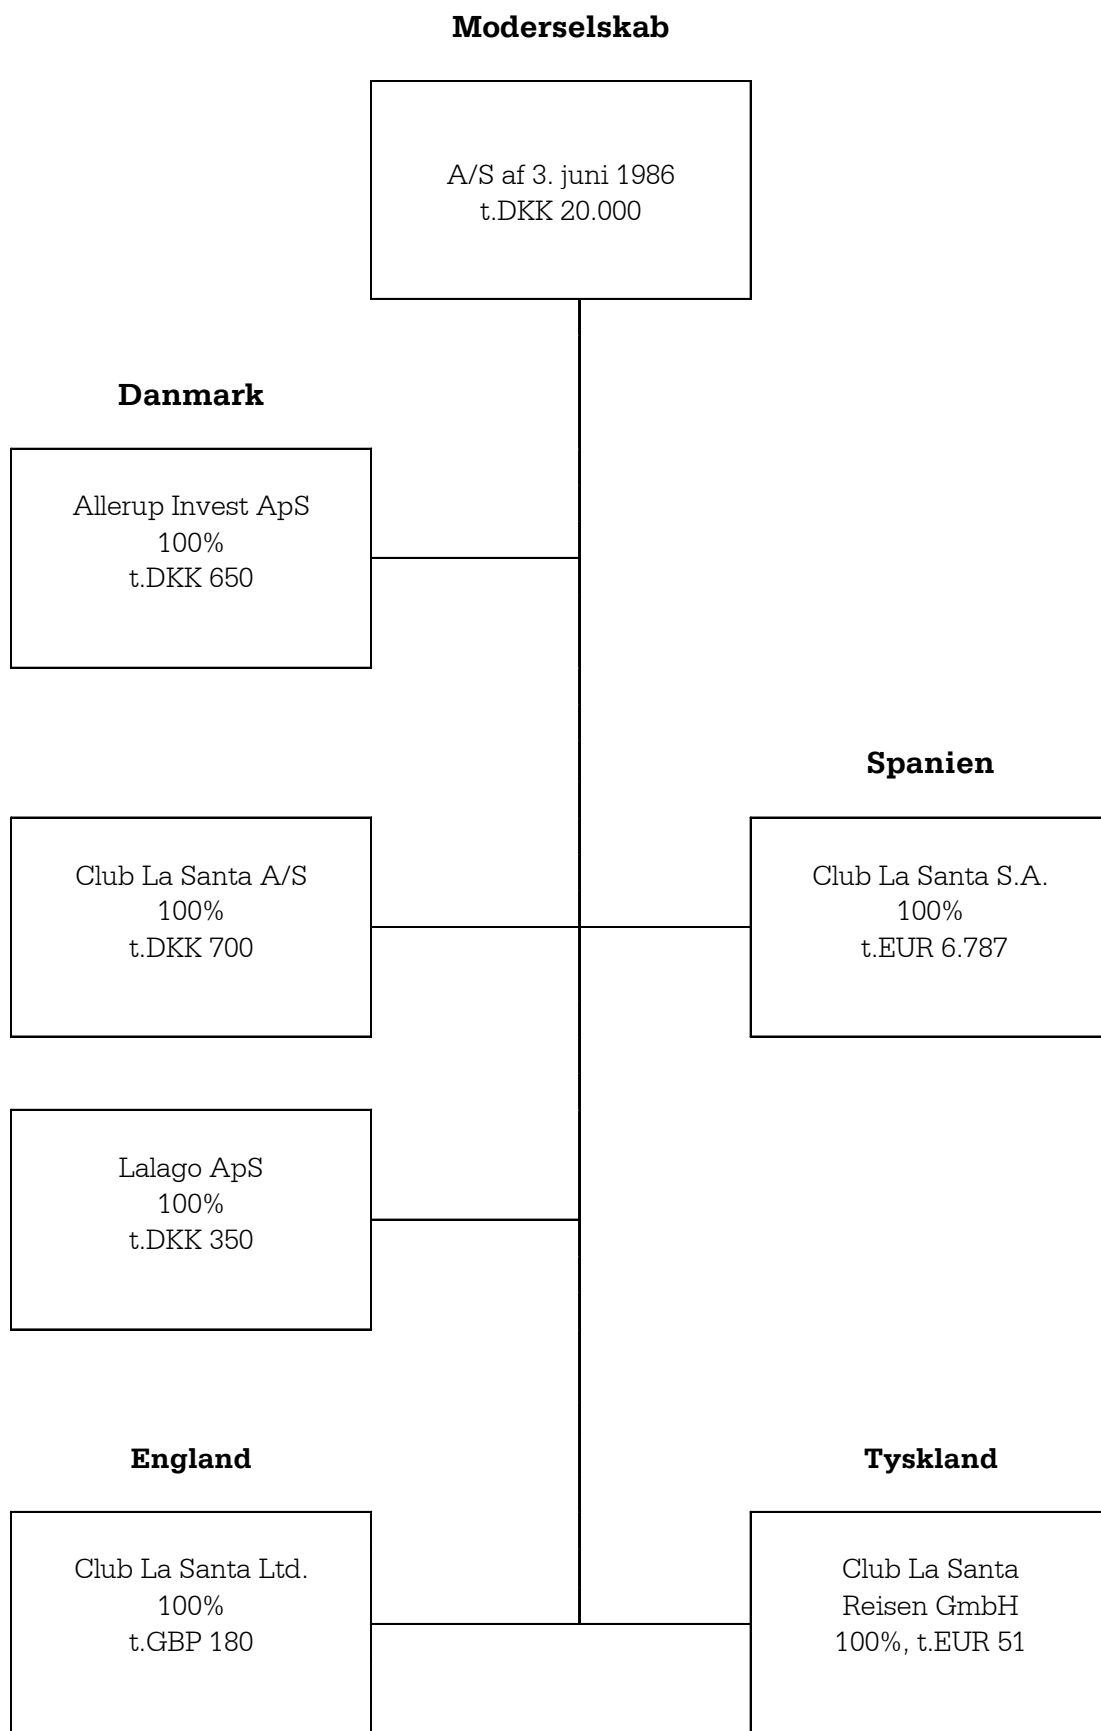 Moderselskab
A/S af 3. juni 1986
t.DKK 20.000
Danmark
Allerup Invest ApS
100%
t.DKK 650
Spanien
Club La Santa A/S
100%
t.DKK 700
Club La Santa S.A.
100%
t.EUR 6.787
Lalago ApS
100%
t.DKK 350
England
Tyskland
Club La Santa Ltd.
100%
t.GBP 180
Club La Santa
Reisen GmbH
100%, t.EUR 51